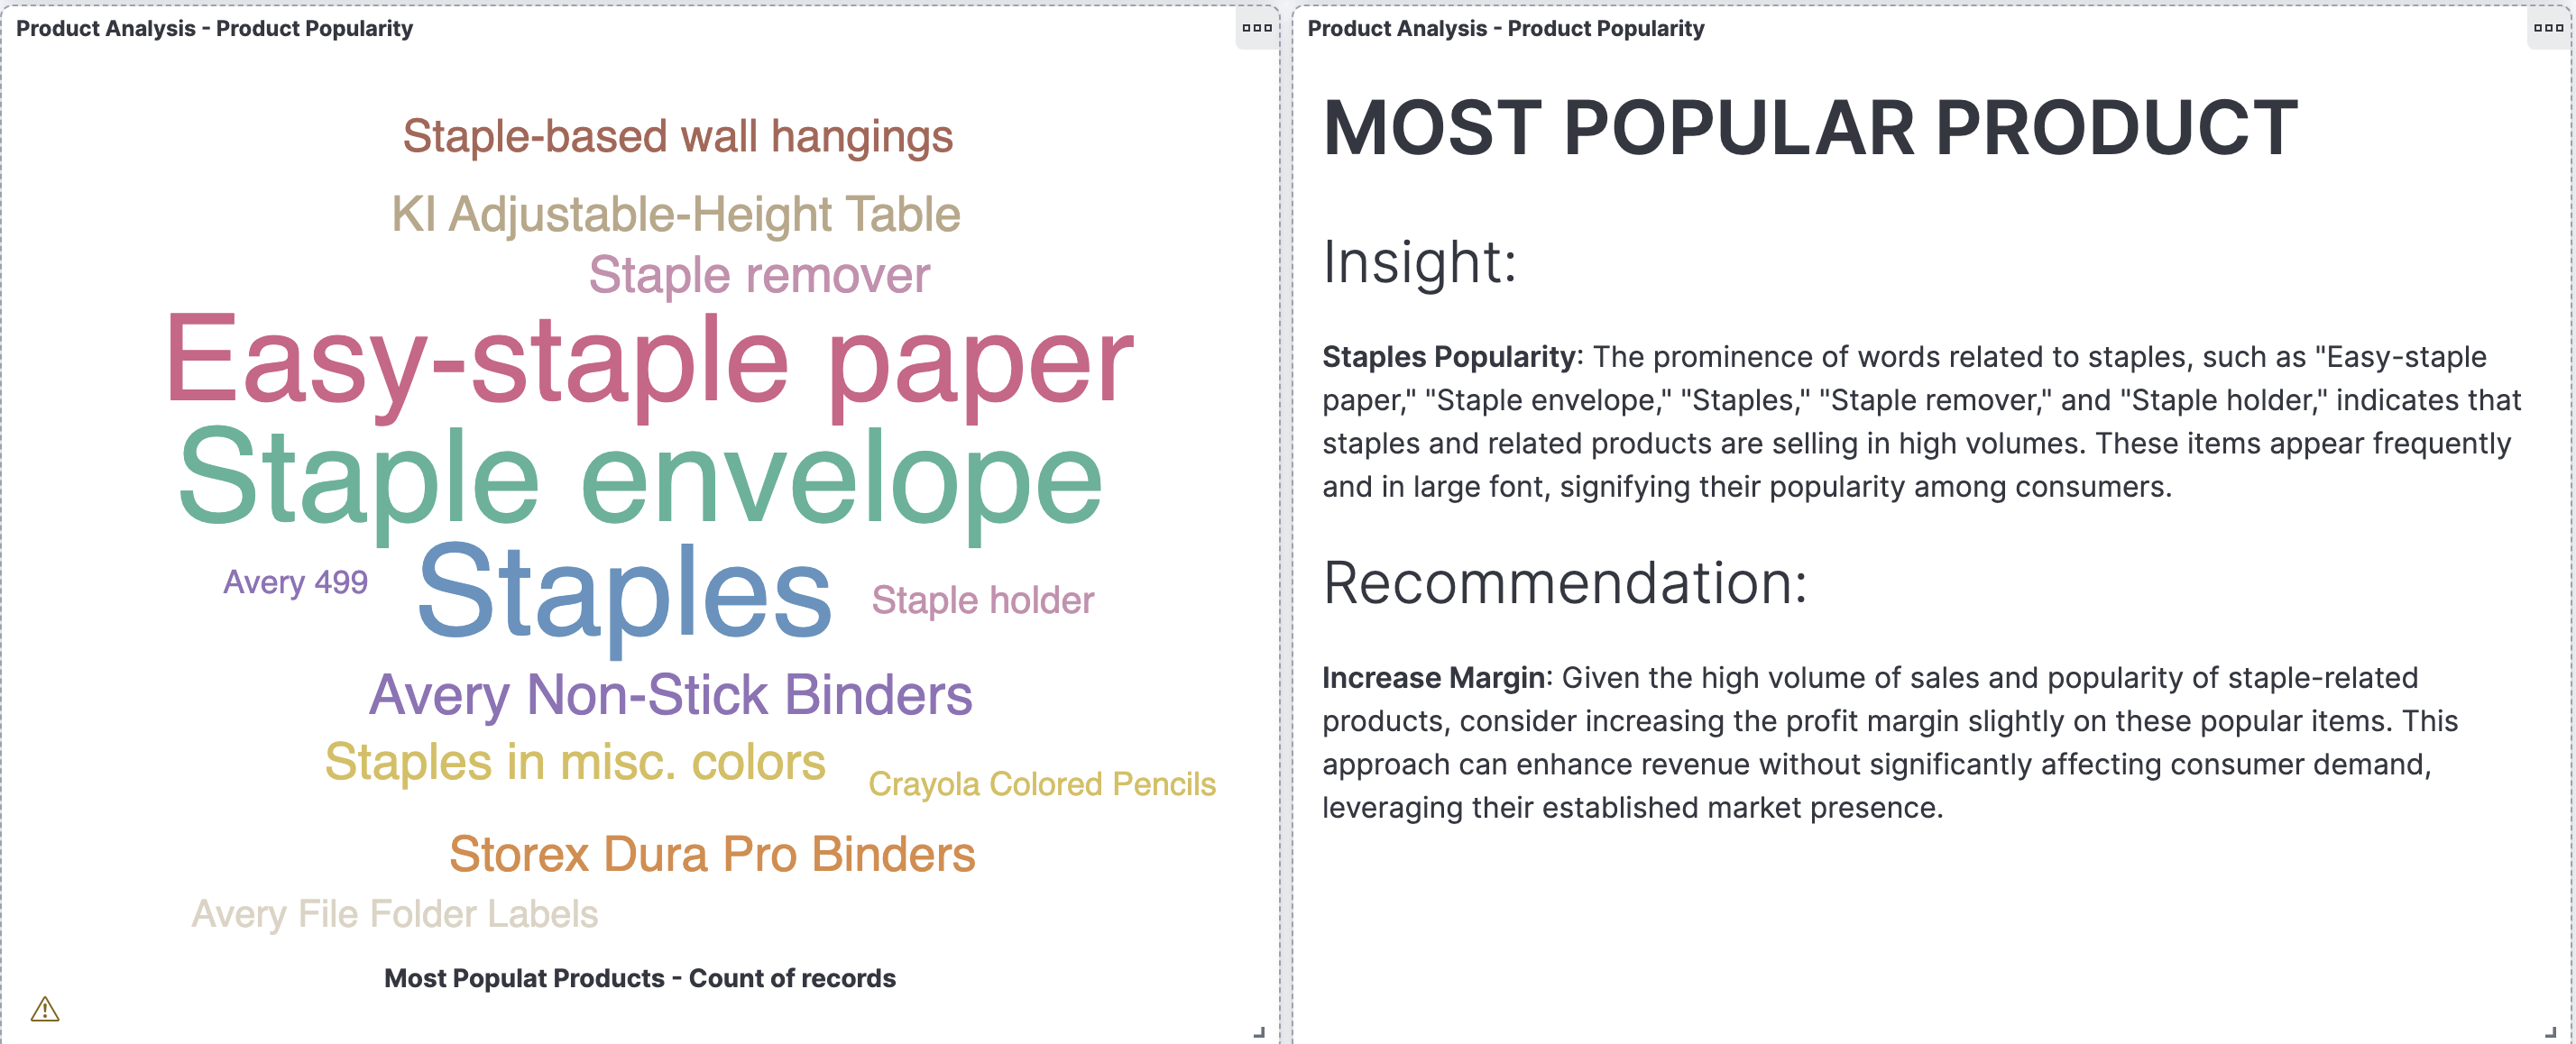 Product Analysis - Product Popularity
Staple-based wall hangings
KI Adjustable-Height Table
Staple remover
Easy-staple paper
Staple envelope
Avery 499
Staples
Staple holder
Avery Non-Stick Binders
Staples in misc. colors
Crayola Colored Pencils
Storex Dura Pro Binders
Avery File Folder Labels
Most Populat Products - Count of records
Product Analysis - Product Popularity
MOST POPULAR PRODUCT
Insight:
Staples Popularity: The prominence of words related to staples, such as "Easy-staple
paper," "Staple envelope," "Staples," "Staple remover," and "Staple holder," indicates that
staples and related products are selling in high volumes. These items appear frequently
and in large font, signifying their popularity among consumers.
Recommendation:
Increase Margin: Given the high volume of sales and popularity of staple-related
products, consider increasing the profit margin slightly on these popular items. This
approach can enhance revenue without significantly affecting consumer demand,
leveraging their established market presence.